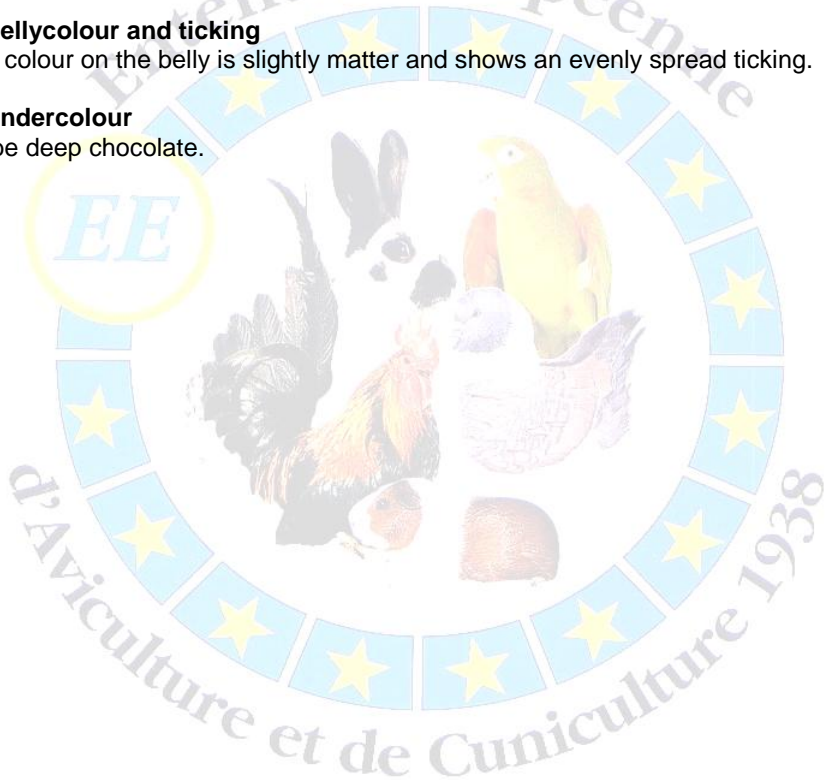 ellycolour and ticking
colour on the belly is slightly matter and shows an evenly spread ticking.
ndercolour
be deep chocolate.
EE
d'Aviculture et de Cuniculture 1938